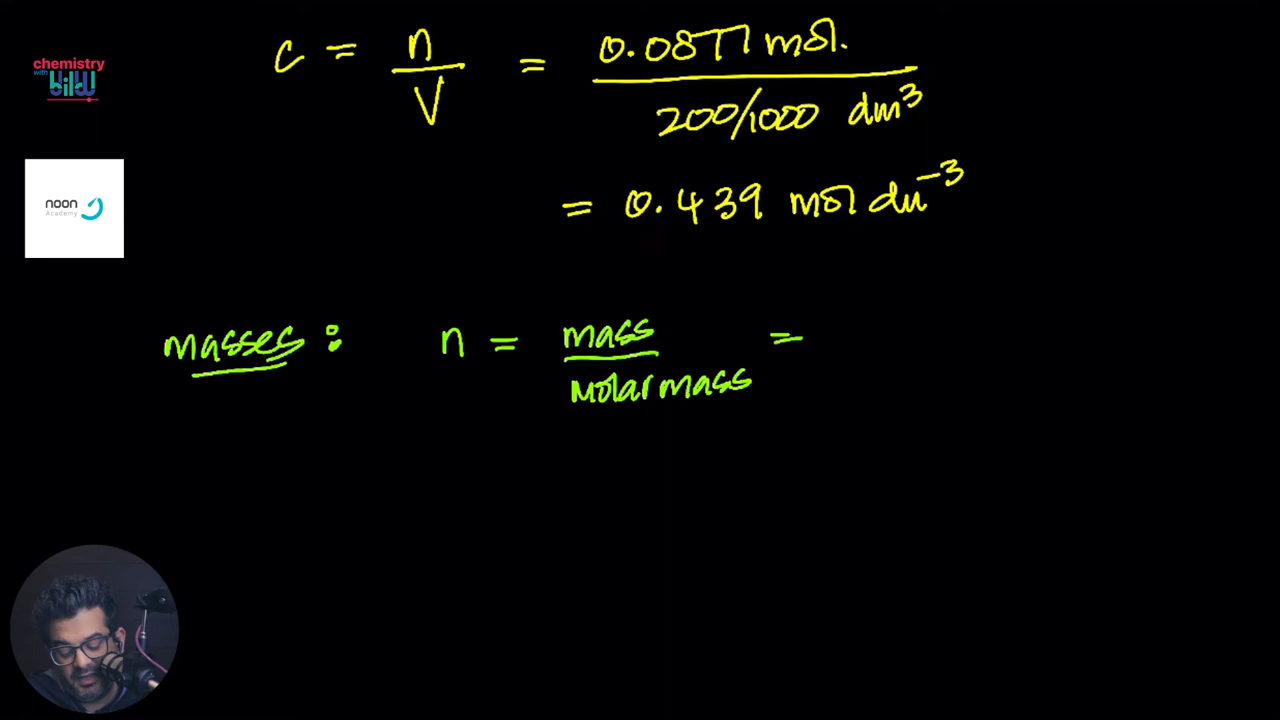 chemistry
with bilal
noon
Academy
c = n/V = 0.0877 mol. / 200/1000 dm³
= 0.439 mol dm⁻³
masses : n = mass / molar mass =